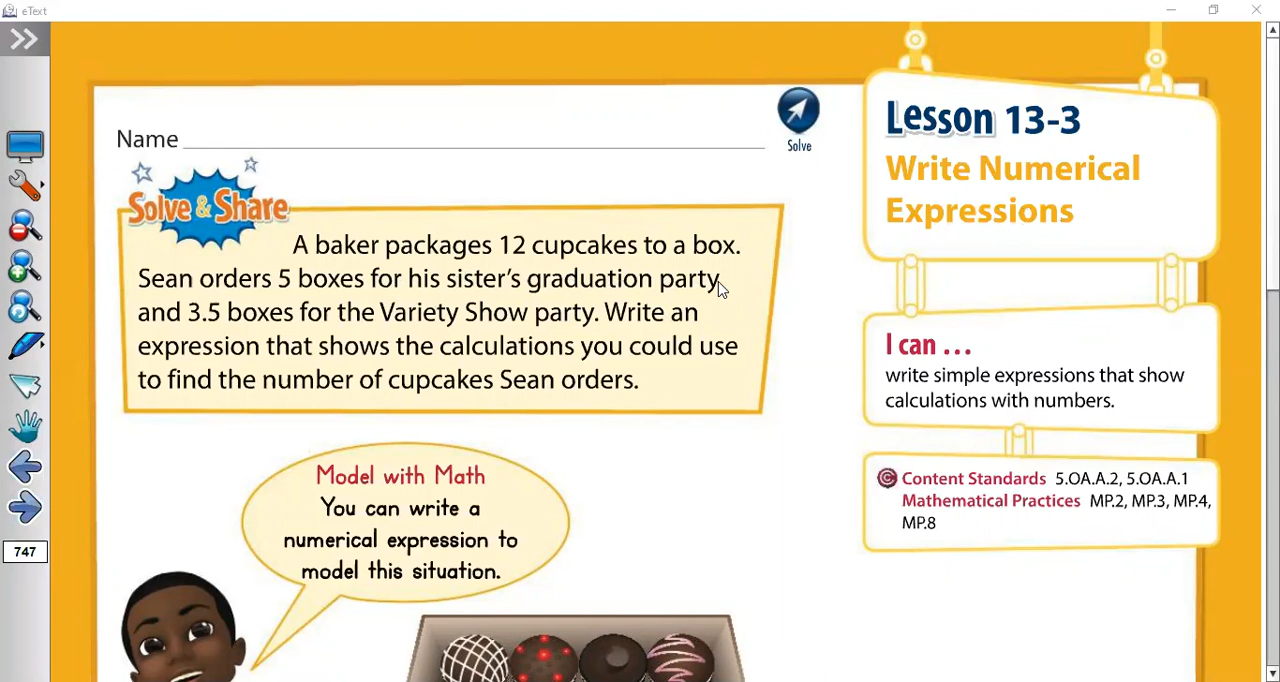 eText
Name
Solve
Solve & Share
A baker packages 12 cupcakes to a box.
Sean orders 5 boxes for his sister's graduation party
and 3.5 boxes for the Variety Show party. Write an
expression that shows the calculations you could use
to find the number of cupcakes Sean orders.
Model with Math
You can write a
numerical expression to
model this situation.
Lesson 13-3
Write Numerical
Expressions
I can ...
write simple expressions that show
calculations with numbers.
Content Standards 5.OA.A.2, 5.OA.A.1
Mathematical Practices MP.2, MP.3, MP.4,
MP.8
747